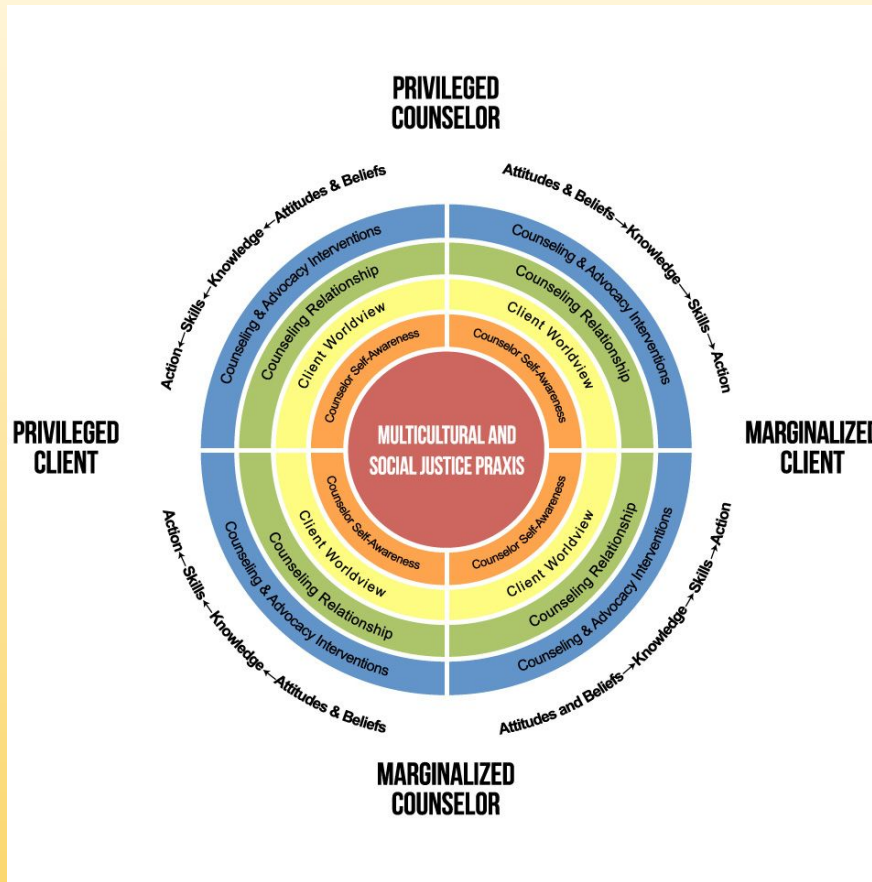 PRIVILEGED
COUNSELOR
Action←Skills←Knowledge←Attitudes & Beliefs
Attitudes & Beliefs→Knowledge→Skills→Action
Counseling & Advocacy Interventions
Counseling & Advocacy Interventions
Counseling Relationship
Counseling Relationship
Client Worldview
Client Worldview
Counselor Self-Awareness
Counselor Self-Awareness
PRIVILEGED
CLIENT
MULTICULTURAL AND
SOCIAL JUSTICE PRAXIS
MARGINALIZED
CLIENT
Counselor Self-Awareness
Counselor Self-Awareness
Client Worldview
Client Worldview
Counseling Relationship
Counseling Relationship
Counseling & Advocacy Interventions
Counseling & Advocacy Interventions
Action←Skills←Knowledge←Attitudes & Beliefs
Attitudes and Beliefs→Knowledge→Skills→Action
MARGINALIZED
COUNSELOR